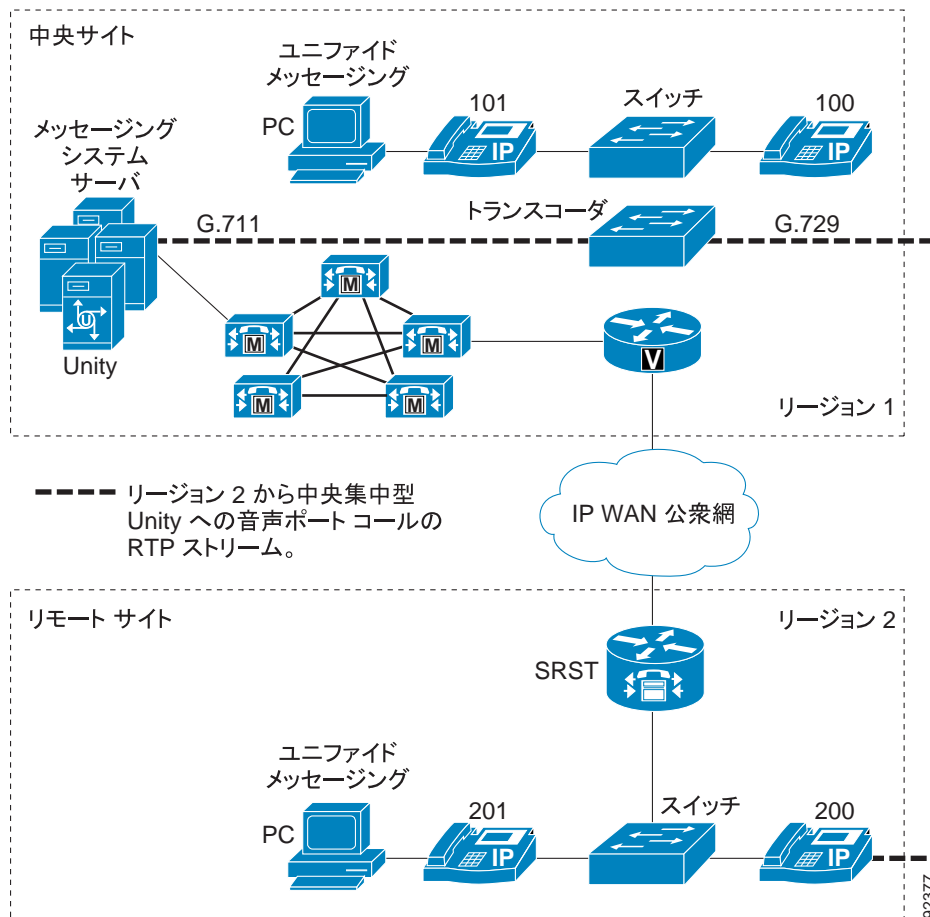 中央サイト
ユニファイド
メッセージング
PC
101
スイッチ
100
IP
IP
メッセージング
システム
サーバ
トランスコーダ
G.711
G.729
U
Unity
M
M
M
M
M
V
リージョン 1
リージョン 2 から中央集中型
Unity への音声ポート コールの
RTP ストリーム。
IP WAN 公衆網
リモート サイト
リージョン 2
SRST
ユニファイド
メッセージング
PC
201
スイッチ
200
IP
IP
92377